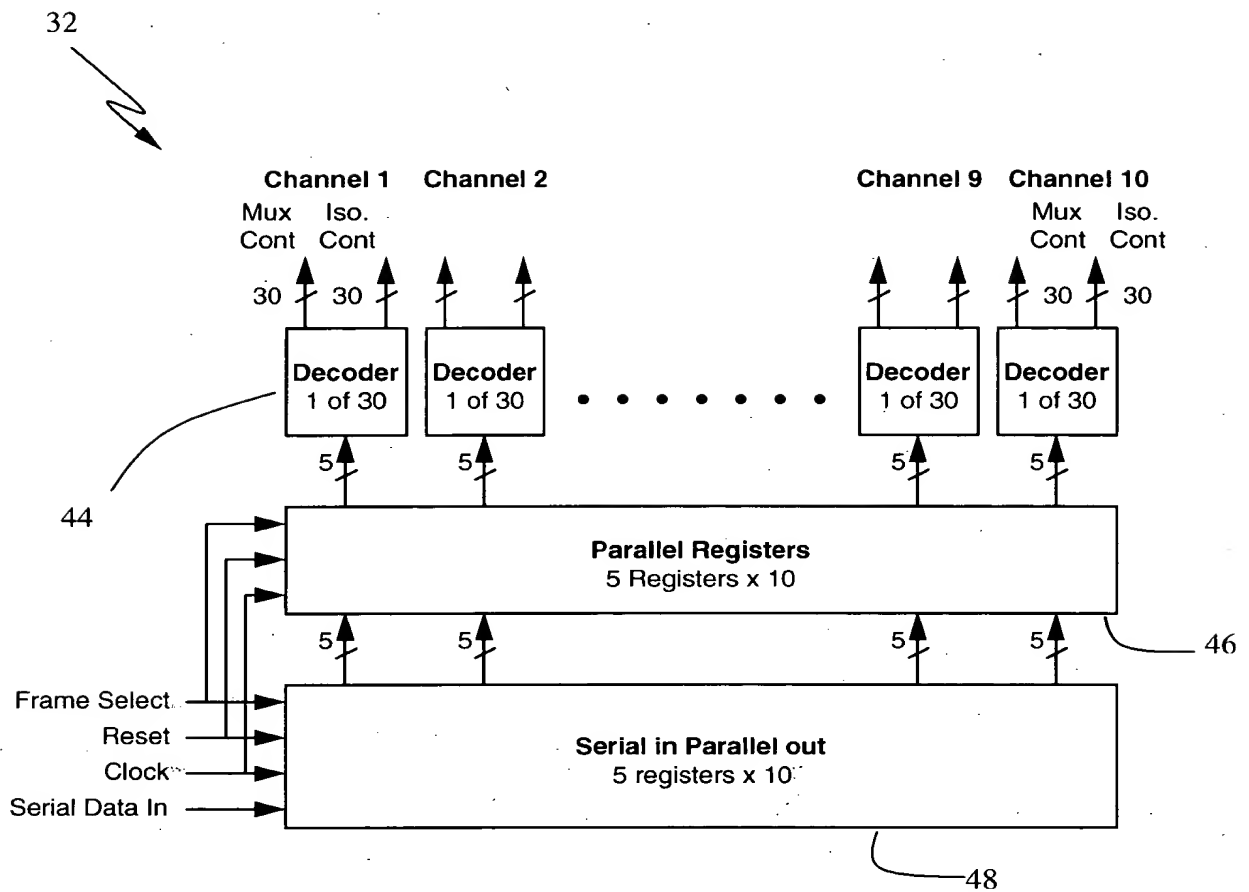 32
Channel 1 Channel 2 Channel 9 Channel 10
Mux Iso. Mux Iso.
Cont Cont Cont Cont
30 30 30 30
Decoder Decoder Decoder Decoder
1 of 30 1 of 30 1 of 30 1 of 30
5 5 5 5
44
Parallel Registers
5 Registers x 10
5 5 5 5
46
Frame Select
Reset
Serial in Parallel out
Clock
5 registers x 10
Serial Data In
48